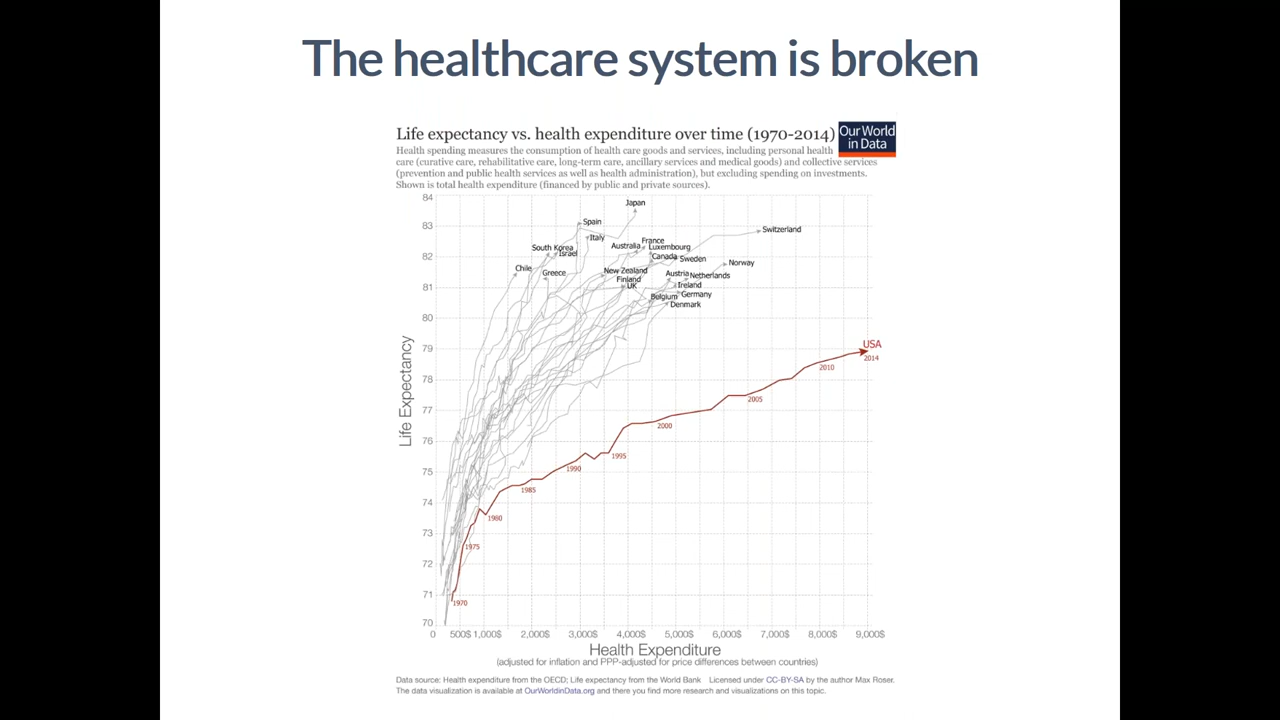 The healthcare system is broken
Life expectancy vs. health expenditure over time (1970-2014)
Our World
in Data
Health spending measures the consumption of health care goods and services, including personal health
care (curative care, rehabilitative care, long-term care, ancillary services and medical goods) and collective services
(prevention and public health services as well as health administration), but excluding spending on investments.
Shown is total health expenditure (financed by public and private sources).
84
83
82
81
80
79
78
77
76
75
74
73
72
71
70
Life Expectancy
Japan
Spain
Switzerland
Italy
France
Australia
Luxembourg
South Korea
Israel
Canada
Sweden
Norway
Chile
Greece
New Zealand
Austria
Netherlands
Finland
UK
Ireland
Belgium
Germany
Denmark
USA
2014
2010
2005
2000
1995
1990
1985
1980
1975
1970
0 500$ 1,000$ 2,000$ 3,000$ 4,000$ 5,000$ 6,000$ 7,000$ 8,000$ 9,000$
Health Expenditure
(adjusted for inflation and PPP-adjusted for price differences between countries)
Data source: Health expenditure from the OECD; Life expectancy from the World Bank Licensed under CC-BY-SA by the author Max Roser.
The data visualization is available at OurWorldinData.org and there you find more research and visualizations on this topic.